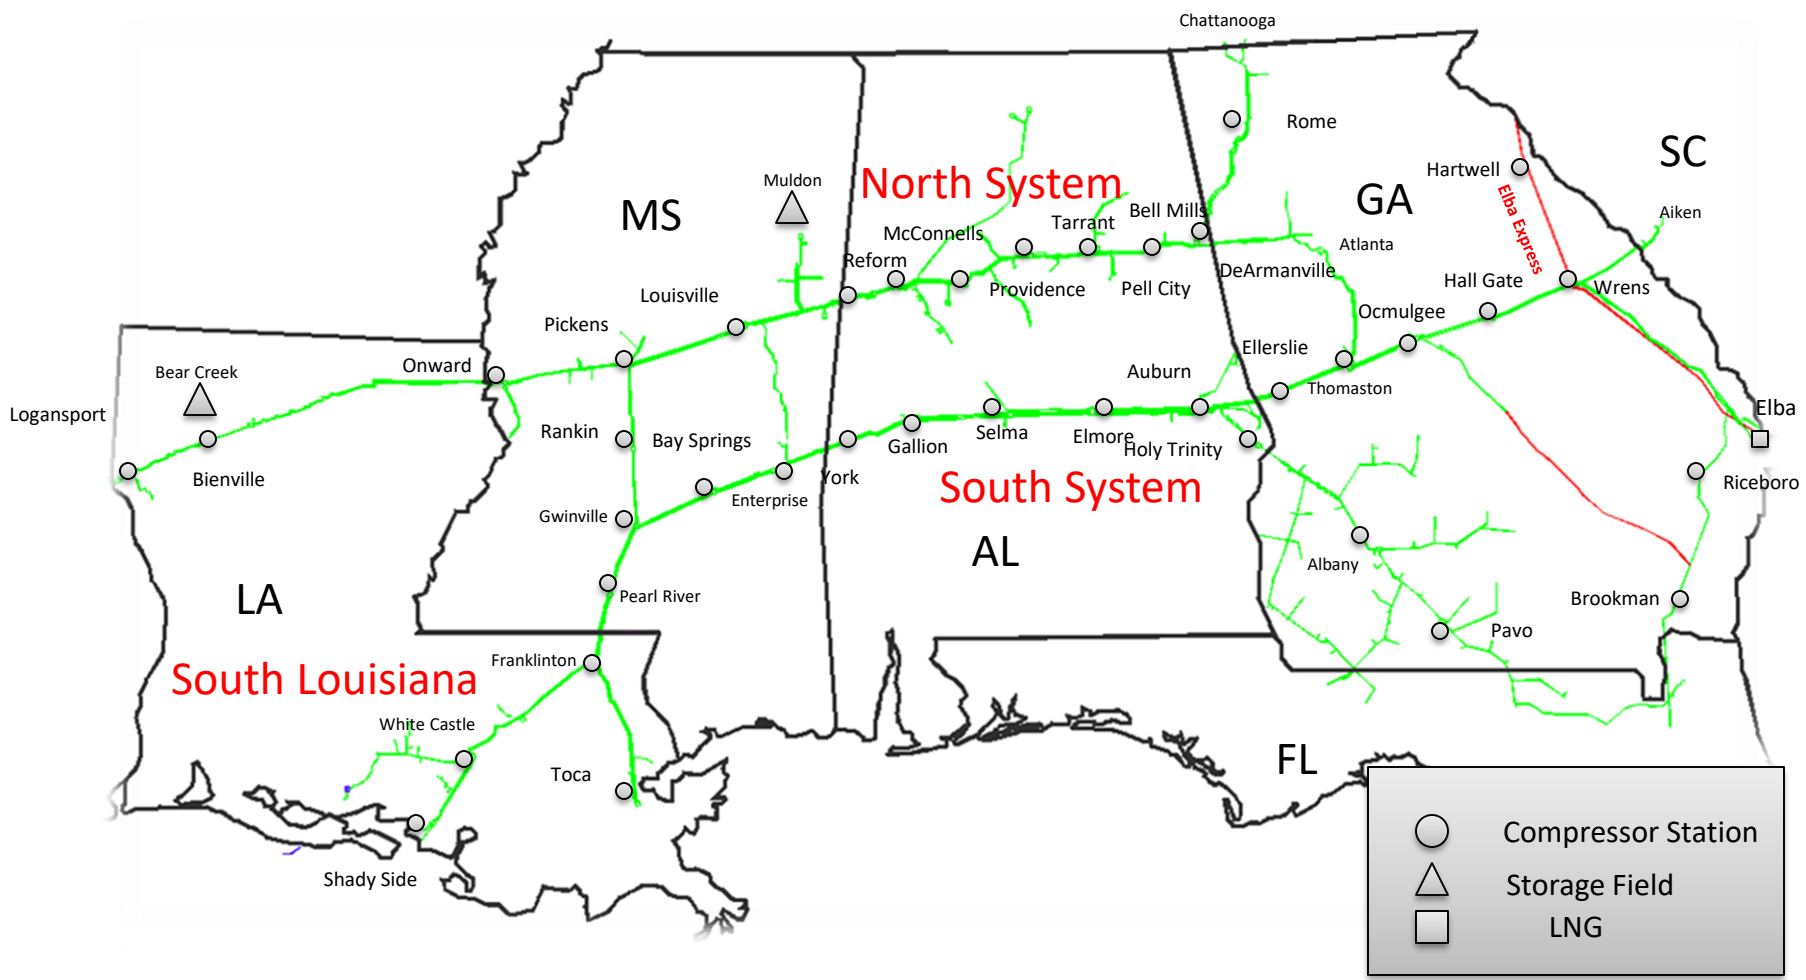 Chattanooga
Rome
SC
Hartwell
Muldon
North System
MS
GA
Elba Express
Aiken
Tarrant
Bell Mills
McConnells
Atlanta
Reform
DeArmanville
Louisville
Providence
Pell City
Hall Gate
Wrens
Pickens
Ocmulgee
Ellerslie
Onward
Auburn
Bear Creek
Thomaston
Logansport
Elba
Rankin
Bay Springs
Gallion
Selma
Elmore
Holy Trinity
Bienville
York
Enterprise
South System
Riceboro
Gwinville
AL
Albany
LA
Pearl River
Brookman
Pavo
Franklinton
South Louisiana
White Castle
Toca
FL
Shady Side
Compressor Station
Storage Field
LNG